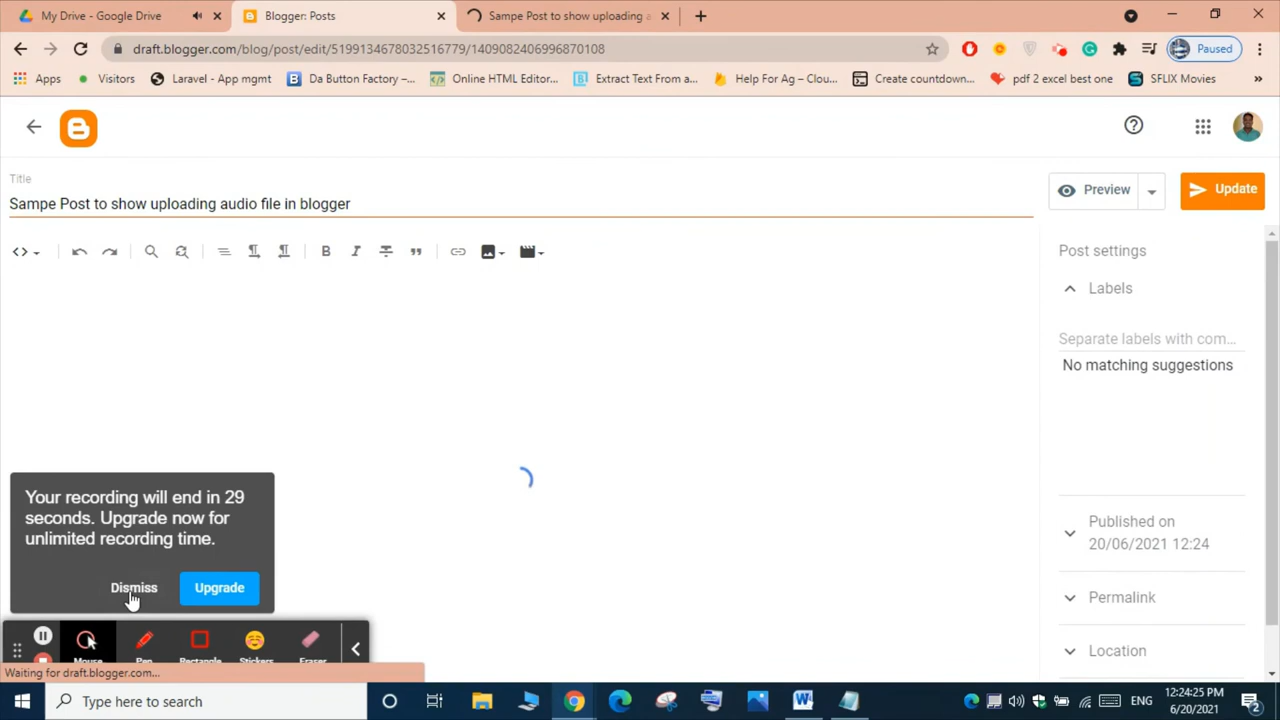 My Drive - Google Drive
Blogger: Posts
Sampe Post to show uploading a
Paused
draft.blogger.com/blog/post/edit/5199134678032516779/1409082406996870108
Apps
Visitors
Laravel - App mgmt
Da Button Factory –...
Online HTML Editor...
Extract Text From a...
Help For Ag – Clou...
Create countdown...
pdf 2 excel best one
SFLIX Movies
»
Title
Sampe Post to show uploading audio file in blogger
Preview
Update
Post settings
Labels
Separate labels with com...
No matching suggestions
Published on
20/06/2021 12:24
Permalink
Location
Your recording will end in 29
seconds. Upgrade now for
unlimited recording time.
Dismiss
Upgrade
Mouse
Pen
Rectangle
Stickers
Eraser
Waiting for draft.blogger.com...
Type here to search
ENG
12:24:25 PM
6/20/2021
2